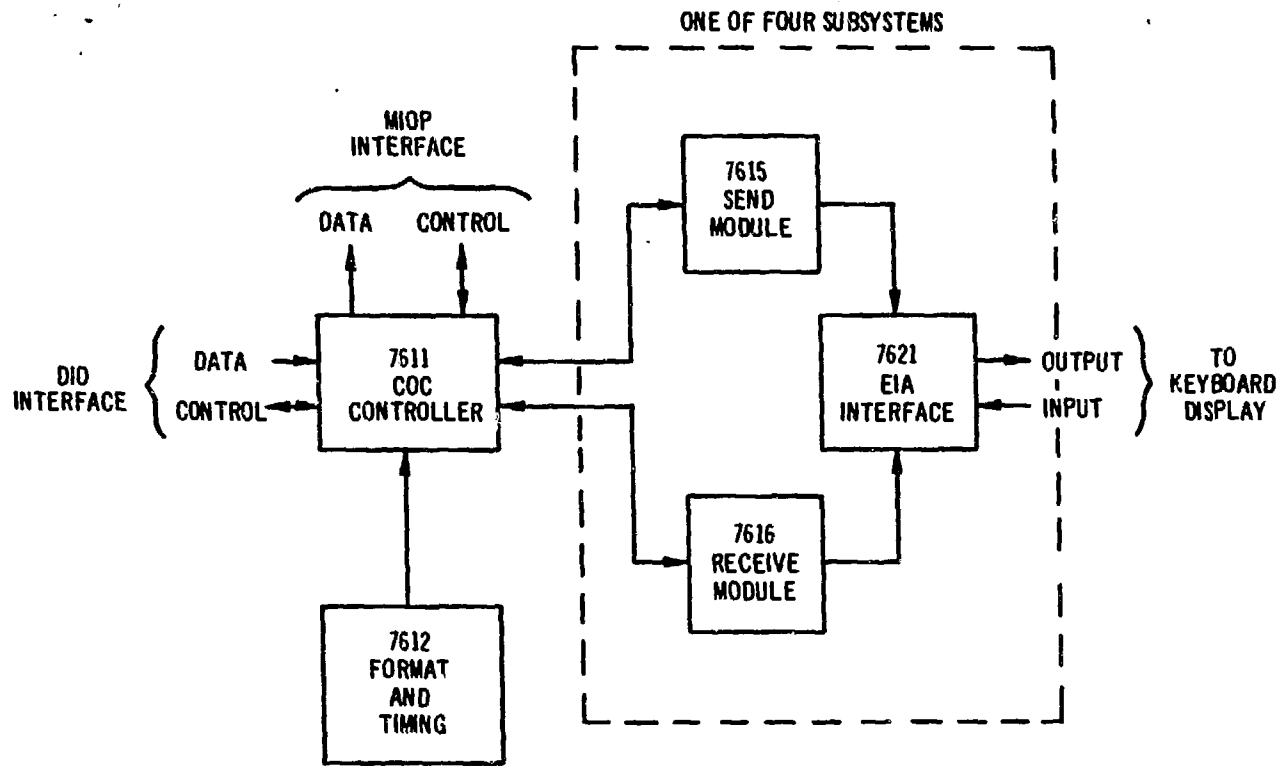 ONE OF FOUR SUBSYSTEMS
MIOP
INTERFACE
DATA CONTROL
7615
SEND
MODULE
DIO
INTERFACE
DATA
CONTROL
7611
COC
CONTROLLER
7621
EIA
INTERFACE
OUTPUT
INPUT
TO
KEYBOARD
DISPLAY
7616
RECEIVE
MODULE
7612
FORMAT
AND
TIMING